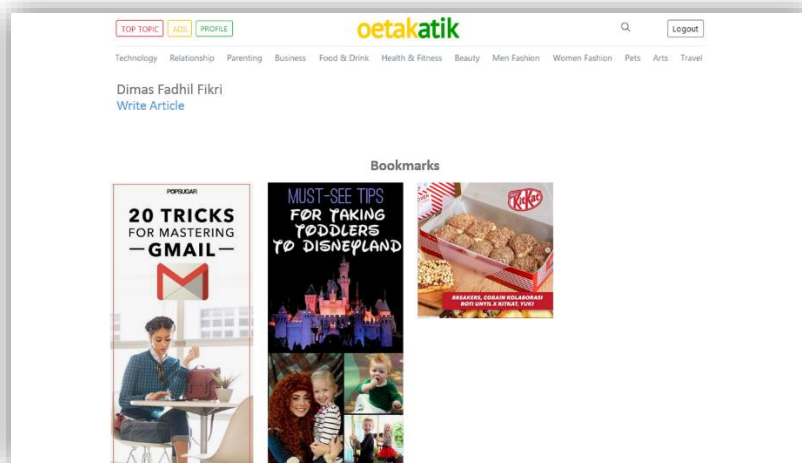 TOP TOPIC ADS PROFILE oetakatik Logout
Technology Relationship Parenting Business Food & Drink Health & Fitness Beauty Men Fashion Women Fashion Pets Arts Travel
Dimas Fadhil Fikri
Write Article
Bookmarks
POPSUGAR
20 TRICKS
FOR MASTERING
GMAIL
MUST-SEE TIPS
FOR TAKING
TODDLERS
TO DISNEYLAND
KitKat
BREAKERS, COBAIN KOLABORASI
ROTI UNYIL X KITKAT, YUK!